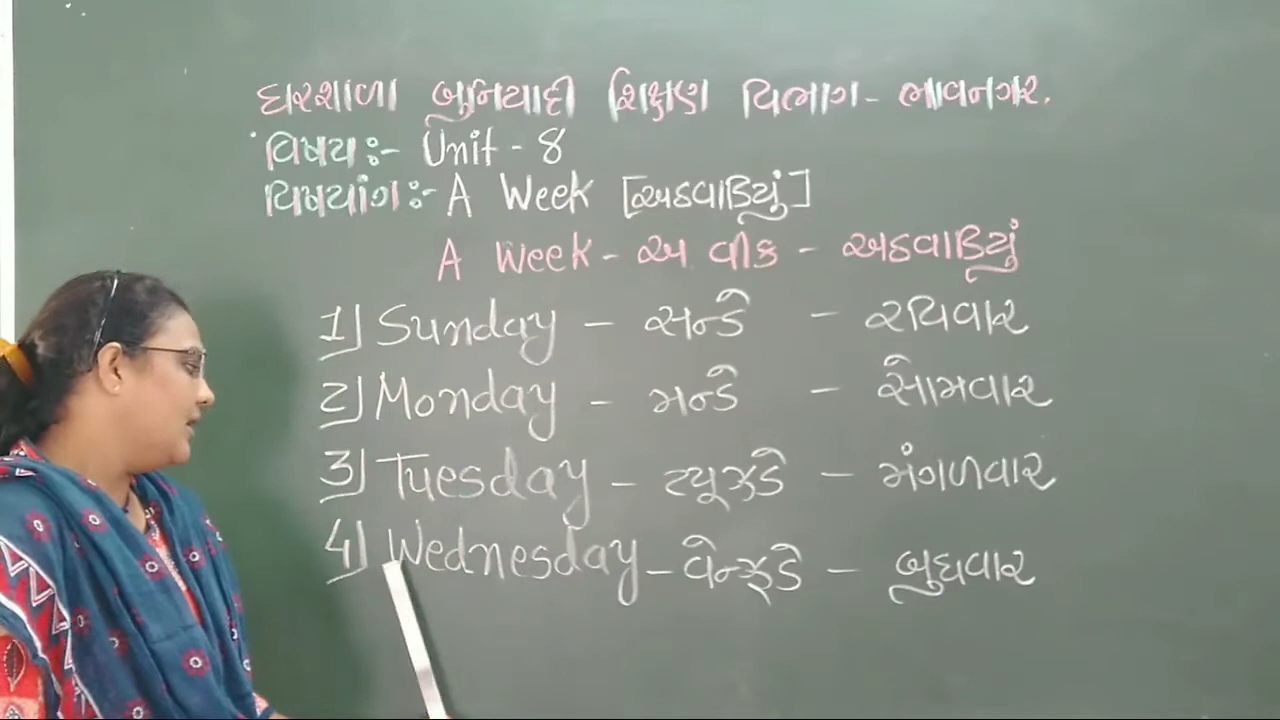 ઘરશાળા બુનિયાદી શિક્ષણ વિભાગ - ભાવનગર.
વિષય :- Unit - 8
વિષયાંગ :- A Week [અઠવાડિયું]
A Week - અ વીક - અઠવાડિયું
1) Sunday - સન્ડે - રવિવાર
2) Monday - મન્ડે - સોમવાર
3) Tuesday - ટ્યૂઝડે - મંગળવાર
4) Wednesday - વેન્ઝડે - બુધવાર